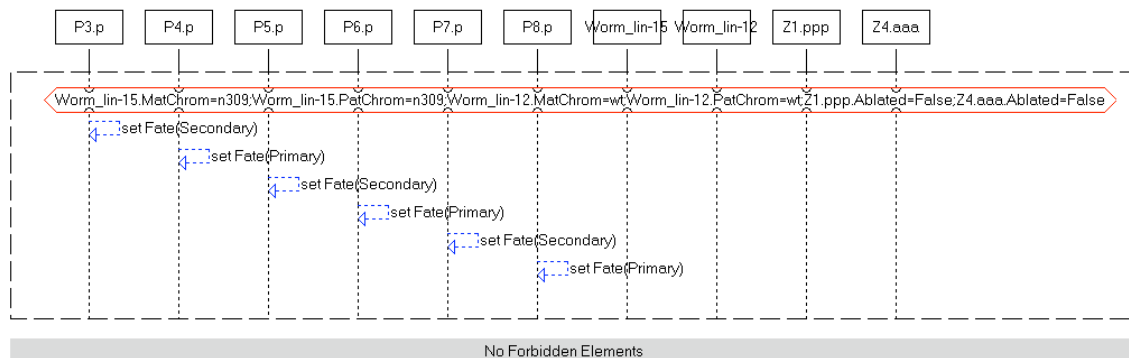 P3.p P4.p P5.p P6.p P7.p P8.p Worm_lin-15 Worm_lin-12 Z1.ppp Z4.aaa
Worm_lin-15.MatChrom=n309;Worm_lin-15.PatChrom=n309;Worm_lin-12.MatChrom=wt;Worm_lin-12.PatChrom=wt;Z1.ppp.Ablated=False;Z4.aaa.Ablated=False
set Fate(Secondary)
set Fate(Primary)
set Fate(Secondary)
set Fate(Primary)
set Fate(Secondary)
set Fate(Primary)
No Forbidden Elements